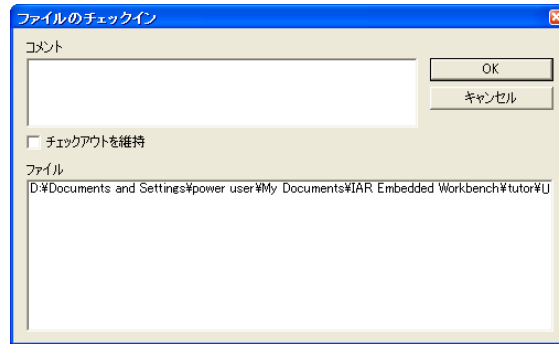 ファイルのチェックイン
コメント
OK
キャンセル
チェックアウトを維持
ファイル
D:¥Documents and Settings¥power user¥My Documents¥IAR Embedded Workbench¥tutor¥U